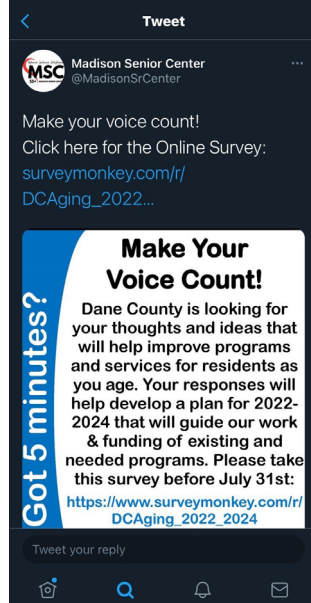 Tweet
MSC
Madison Senior Center
@MadisonSrCenter
Make your voice count!
Click here for the Online Survey:
surveymonkey.com/r/
DCAging_2022...
Got 5 minutes?
Make Your
Voice Count!
Dane County is looking for
your thoughts and ideas that
will help improve programs
and services for residents as
you age. Your responses will
help develop a plan for 2022-
2024 that will guide our work
& funding of existing and
needed programs. Please take
this survey before July 31st:
https://www.surveymonkey.com/r/
DCAging_2022_2024
Tweet your reply